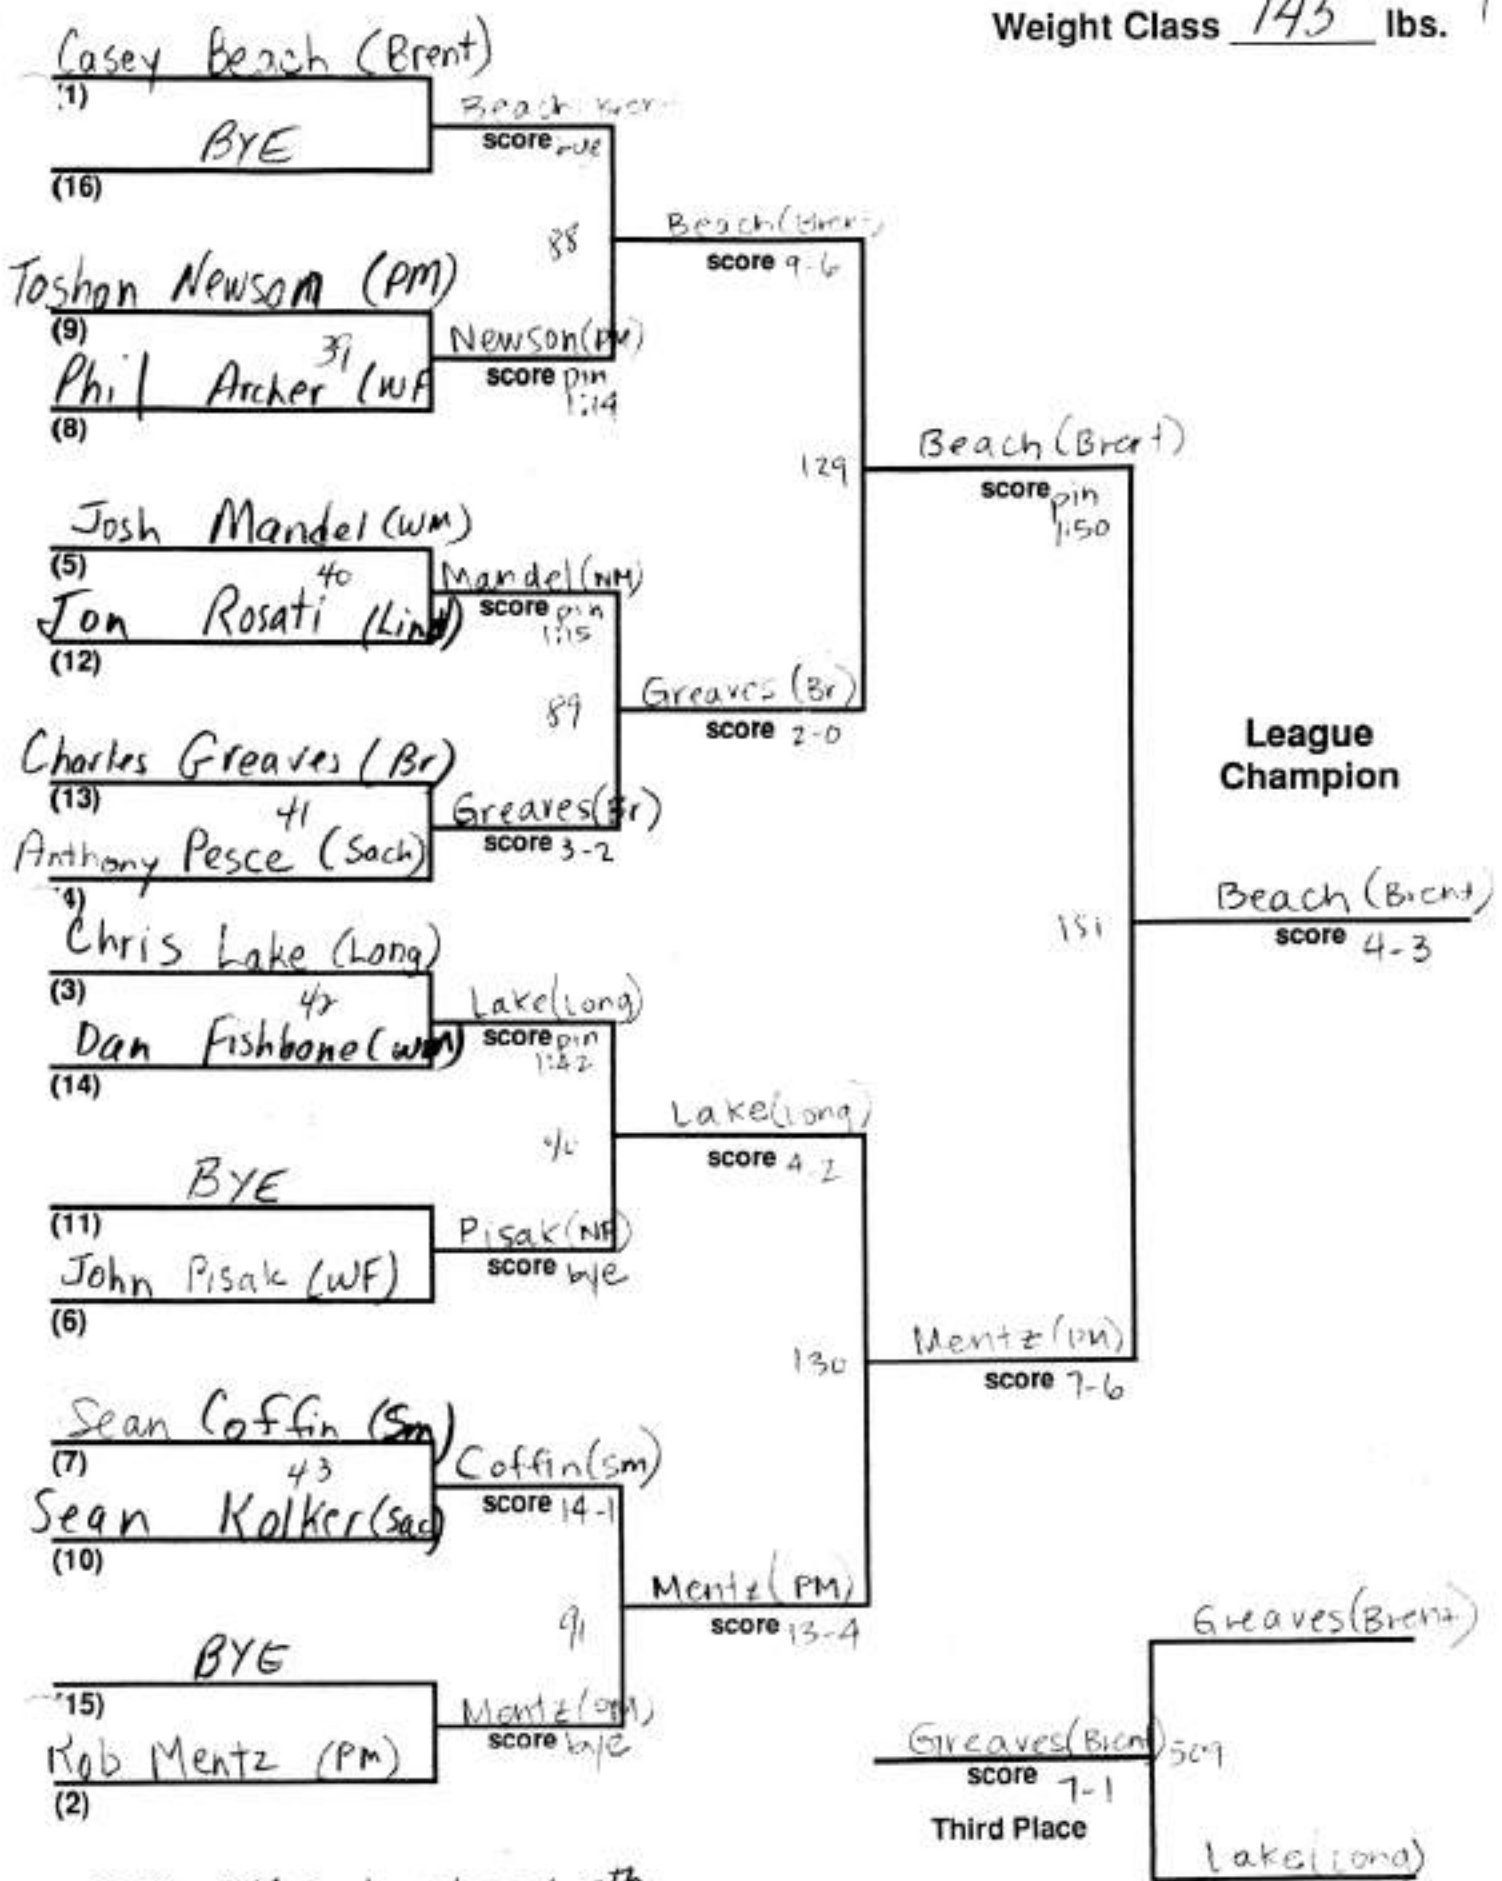 Weight Class 145 lbs.
Casey Beach (Brent)
(1)
BYE
(16)
Beach
score
88
Toshon Newsom (PM)
(9)
39
Phil Archer (WF
(8)
Newson(PM)
score pin
1:14
Beach(Brent)
score 9-6
129
Josh Mandel (WM)
(5)
40
Jon Rosati (Lind)
(12)
Mandel(NM)
score pin
1:15
89
Charles Greaves (Br)
(13)
41
Anthony Pesce (Sach)
4)
Greaves(Br)
score 3-2
Greaves (Br)
score 2-0
Beach (Brent)
score pin
1:50
151
League
Champion
Beach (Brent)
score 4-3
Chris Lake (Long)
(3)
42
Dan Fishbone (WM)
(14)
Lake(Long)
score pin
1:42
90
BYE
(11)
John Pisak (WF)
(6)
Pisak(NF)
score bye
Lake(Long)
score 4-2
130
Mentz(PM)
score 7-6
Sean Coffin (Sm)
(7)
43
Sean Kolker(Sac)
(10)
Coffin(Sm)
score 14-1
91
BYE
15)
Rob Mentz (PM)
(2)
Mentz(PM)
score bye
Mentz(PM)
score 13-4
Greaves(Brent)
Greaves(Brent) 509
score 7-1
Third Place
Lake(Long)